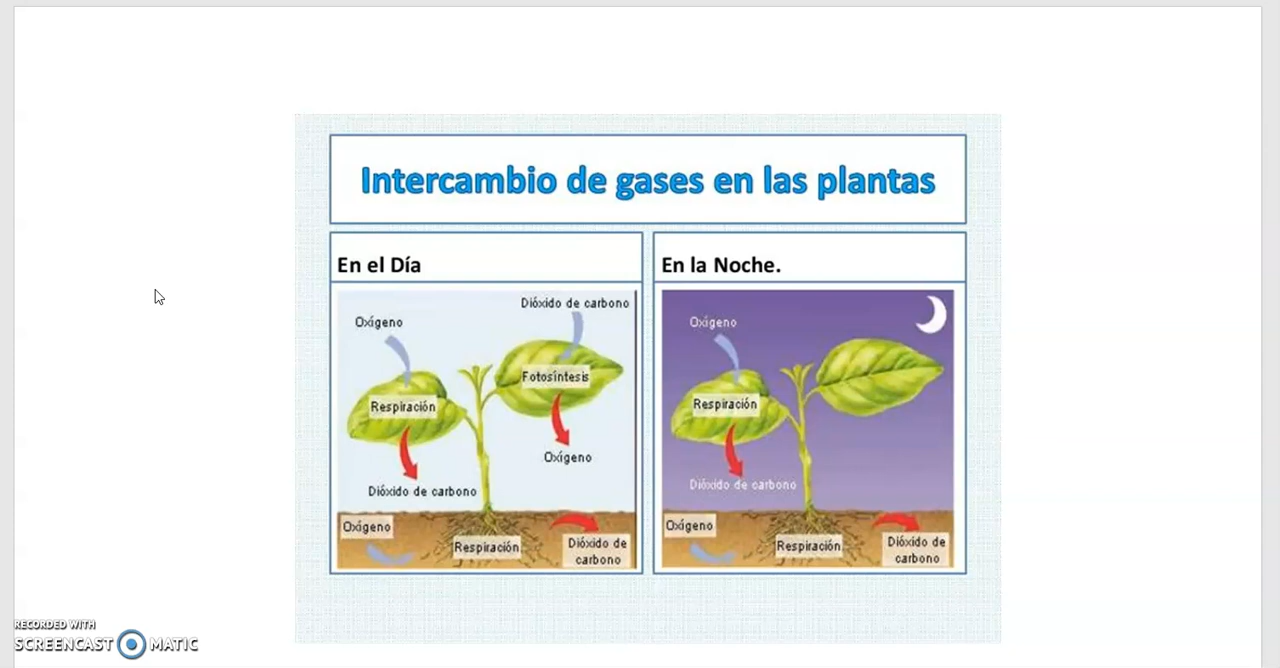 Intercambio de gases en las plantas
En el Día
Dióxido de carbono
Oxígeno
Fotosíntesis
Respiración
Oxígeno
Dióxido de carbono
Oxígeno
Respiración
Dióxido de
carbono
En la Noche.
Oxígeno
Respiración
Dióxido de carbono
Oxígeno
Respiración
Dióxido de
carbono
RECORDED WITH
SCREENCAST MATIC